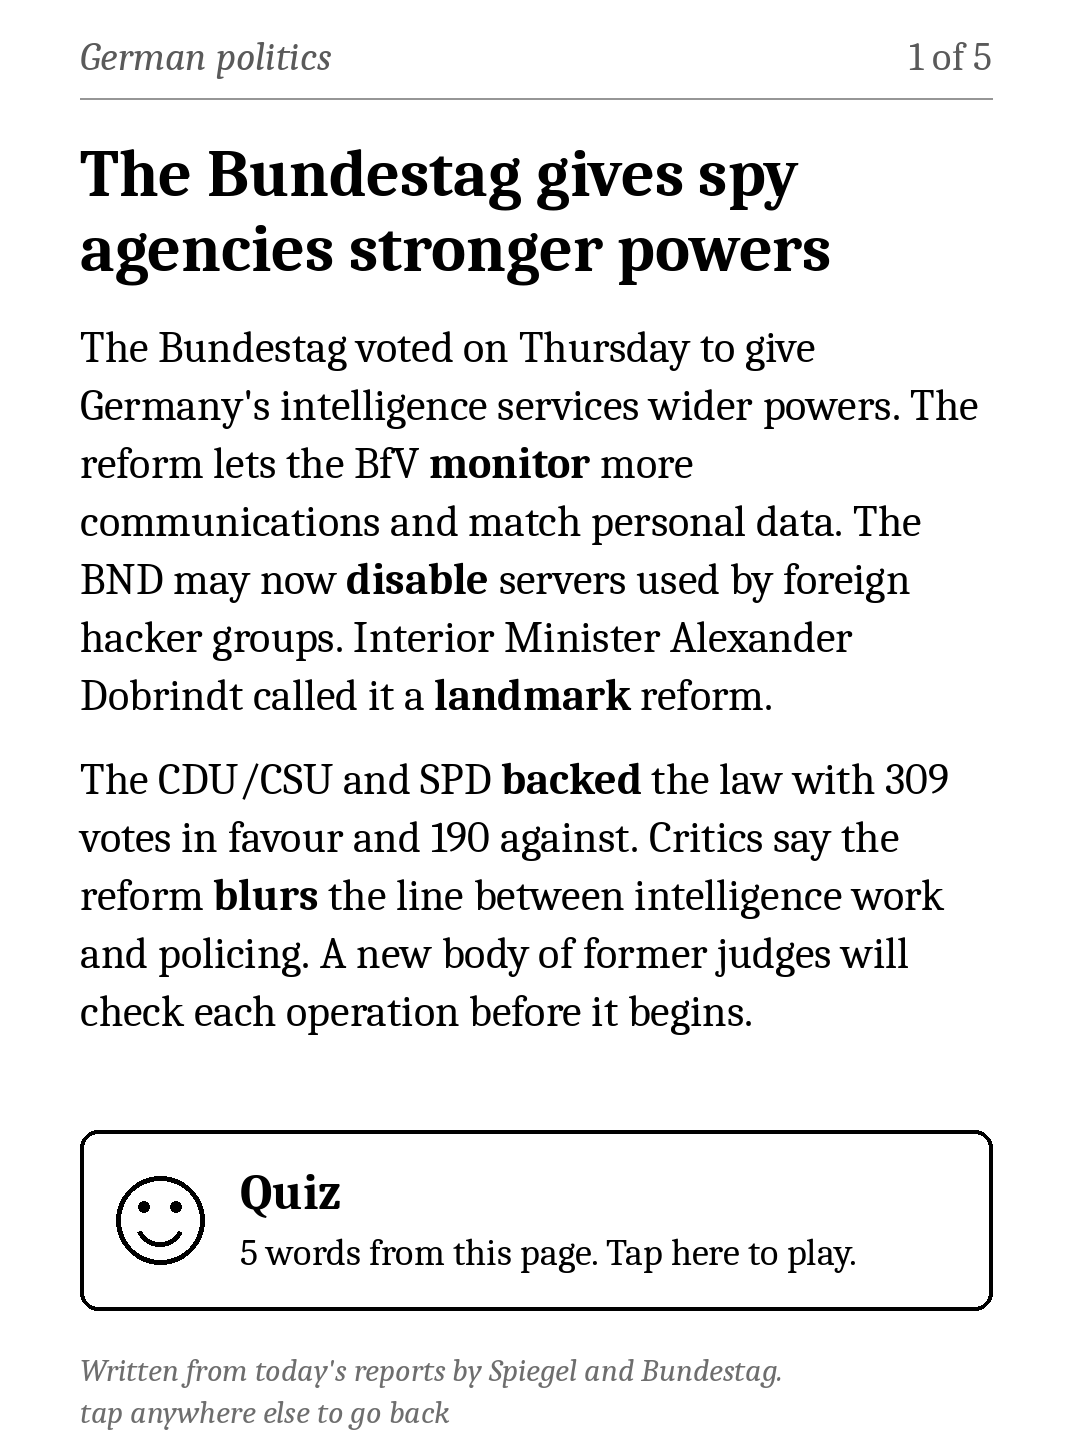 German politics
1 of 5
The Bundestag gives spy
agencies stronger powers
The Bundestag voted on Thursday to give
Germany's intelligence services wider powers. The
reform lets the BfV monitor more
communications and match personal data. The
BND may now disable servers used by foreign
hacker groups. Interior Minister Alexander
Dobrindt called it a landmark reform.
The CDU/CSU and SPD backed the law with 309
votes in favour and 190 against. Critics say the
reform blurs the line between intelligence work
and policing. A new body of former judges will
check each operation before it begins.
Quiz
5 words from this page. Tap here to play.
Written from today's reports by Spiegel and Bundestag.
tap anywhere else to go back